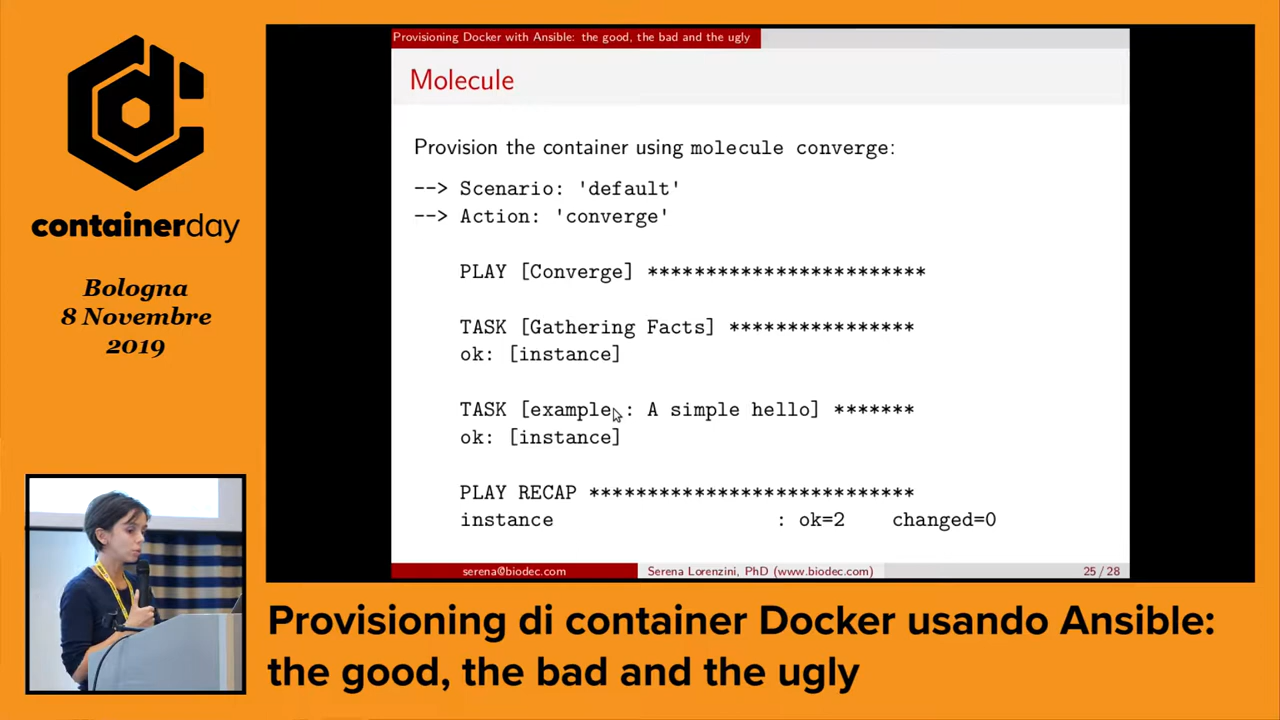 containerday
Bologna
8 Novembre
2019
Provisioning Docker with Ansible: the good, the bad and the ugly
Molecule
Provision the container using molecule converge:
--> Scenario: 'default'
--> Action: 'converge'
PLAY [Converge] ************************
TASK [Gathering Facts] ****************
ok: [instance]
TASK [example : A simple hello] *******
ok: [instance]
PLAY RECAP ****************************
instance : ok=2 changed=0
serena@biodec.com Serena Lorenzini, PhD (www.biodec.com) 25 / 28
Provisioning di container Docker usando Ansible:
the good, the bad and the ugly